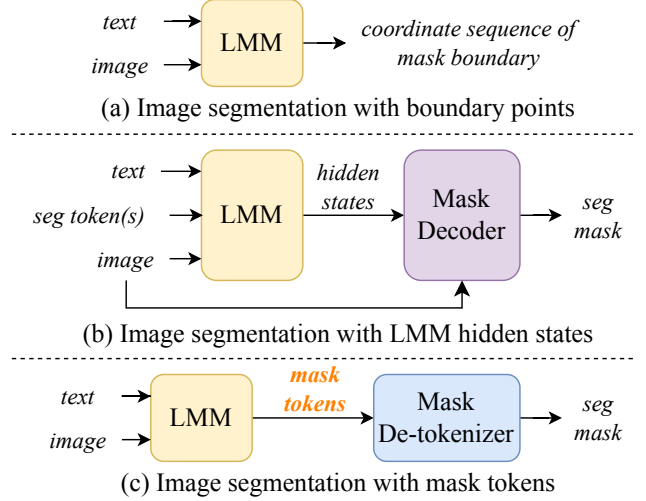 text
image
LMM
coordinate sequence of
mask boundary
(a) Image segmentation with boundary points
text
seg token(s)
image
LMM
hidden
states
Mask
Decoder
seg
mask
(b) Image segmentation with LMM hidden states
text
image
LMM
mask
tokens
Mask
De-tokenizer
seg
mask
(c) Image segmentation with mask tokens